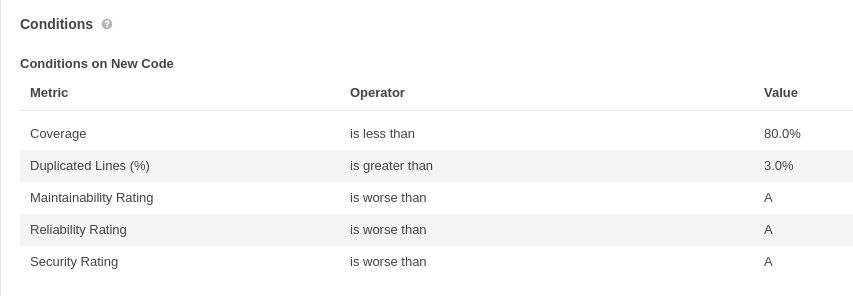 Conditions
Conditions on New Code
Metric Operator Value
Coverage is less than 80.0%
Duplicated Lines (%) is greater than 3.0%
Maintainability Rating is worse than A
Reliability Rating is worse than A
Security Rating is worse than A